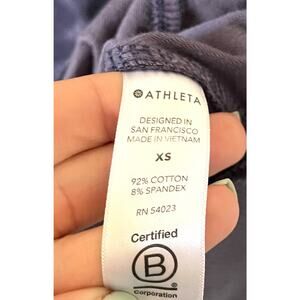 ATHLETA
DESIGNED IN
SAN FRANCISCO
MADE IN VIETNAM
XS
92% COTTON
8% SPANDEX
RN 54023
Certified
B
Corporation